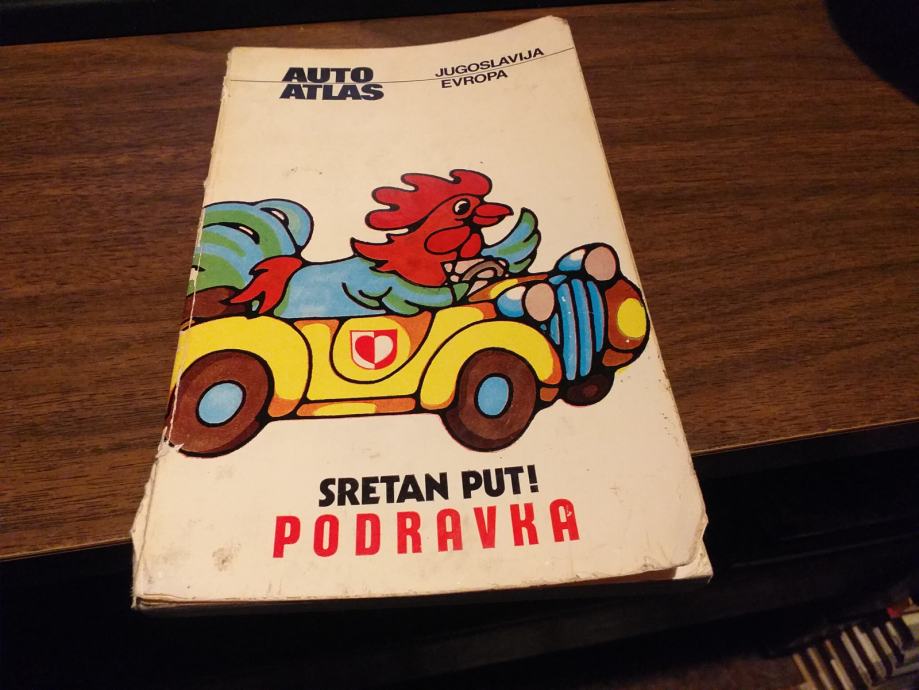 AUTO
ATLAS
JUGOSLAVIJA
EVROPA
SRETAN PUT!
PODRAVKA